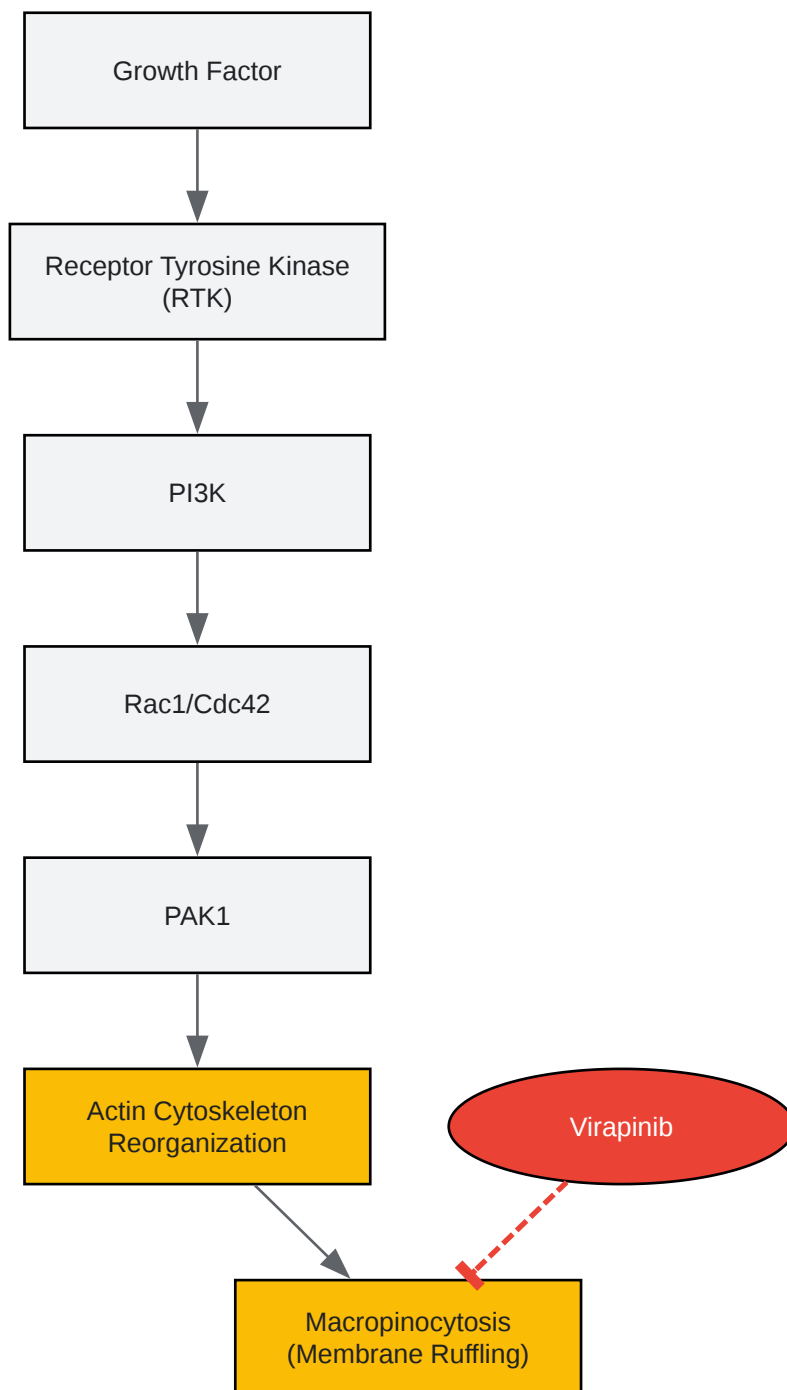 Growth Factor
Receptor Tyrosine Kinase
(RTK)
PI3K
Rac1/Cdc42
PAK1
Actin Cytoskeleton
Reorganization
Virapinib
Macropinocytosis
(Membrane Ruffling)